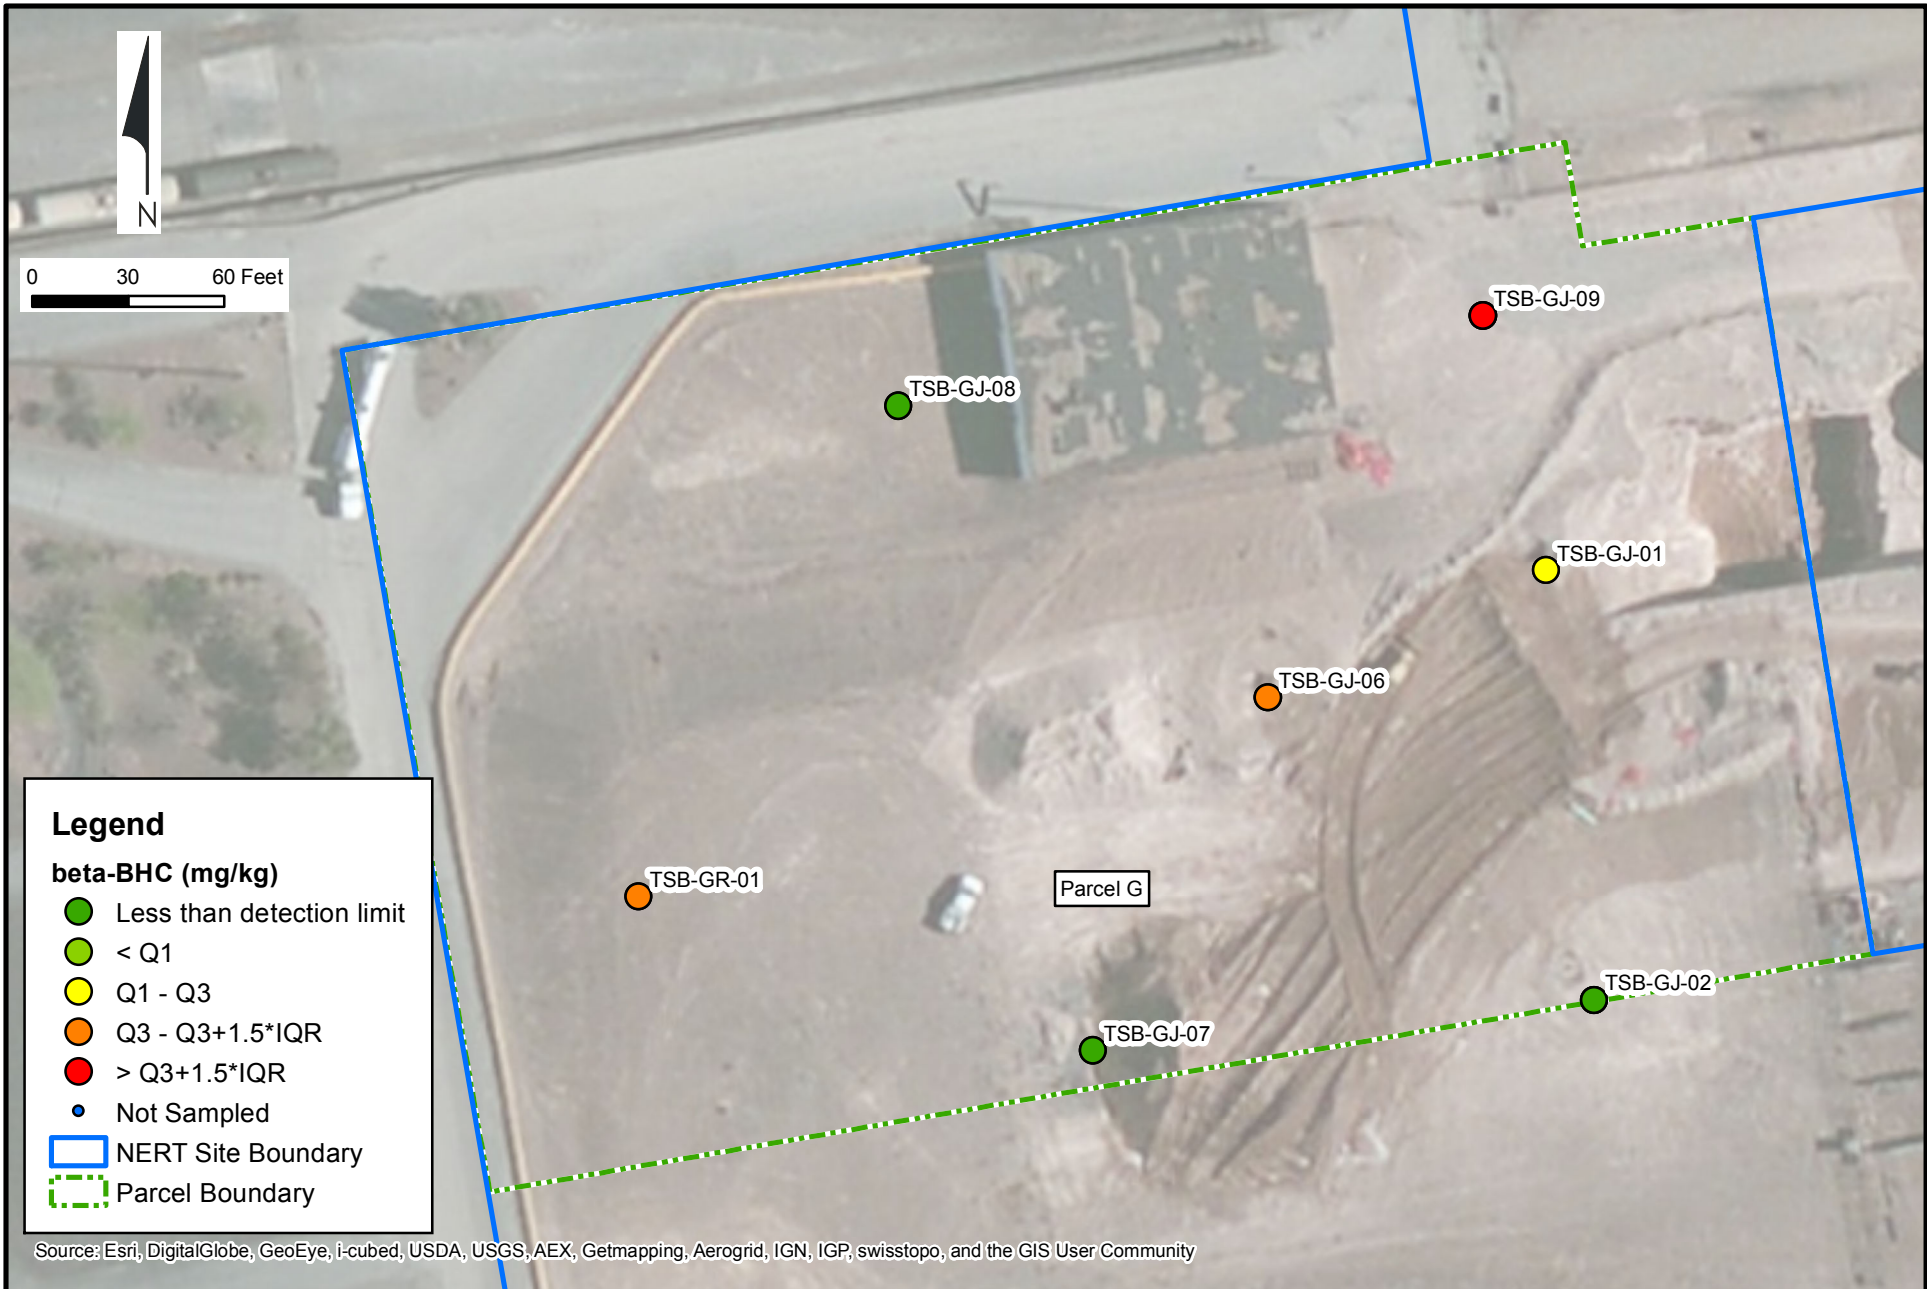 N
0 30 60 Feet
TSB-GJ-09
TSB-GJ-08
TSB-GJ-01
TSB-GJ-06
TSB-GR-01
Parcel G
TSB-GJ-02
TSB-GJ-07
Legend
beta-BHC (mg/kg)
Less than detection limit
< Q1
Q1 - Q3
Q3 - Q3+1.5*IQR
> Q3+1.5*IQR
Not Sampled
NERT Site Boundary
Parcel Boundary
Source: Esri, DigitalGlobe, GeoEye, i-cubed, USDA, USGS, AEX, Getmapping, Aerogrid, IGN, IGP, swisstopo, and the GIS User Community